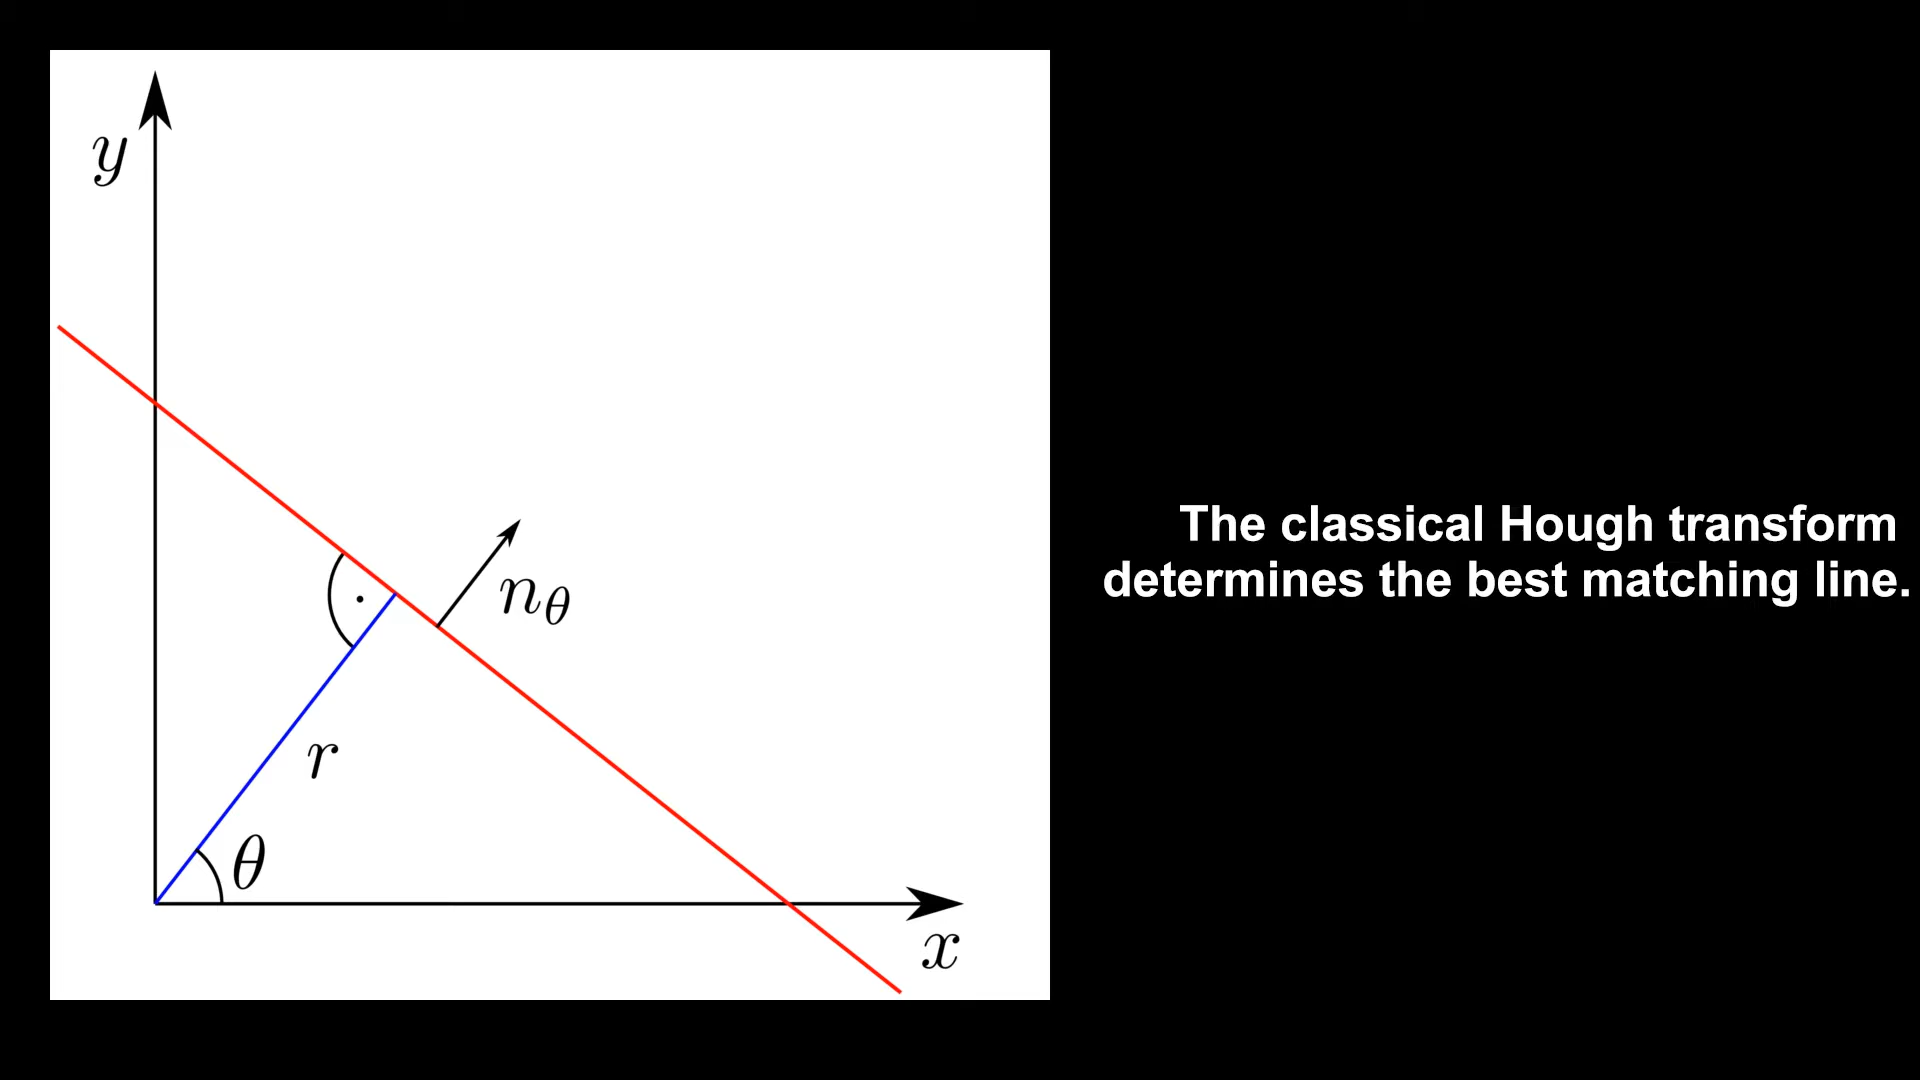 y
n_θ
r
θ
x
The classical Hough transform
determines the best matching line.